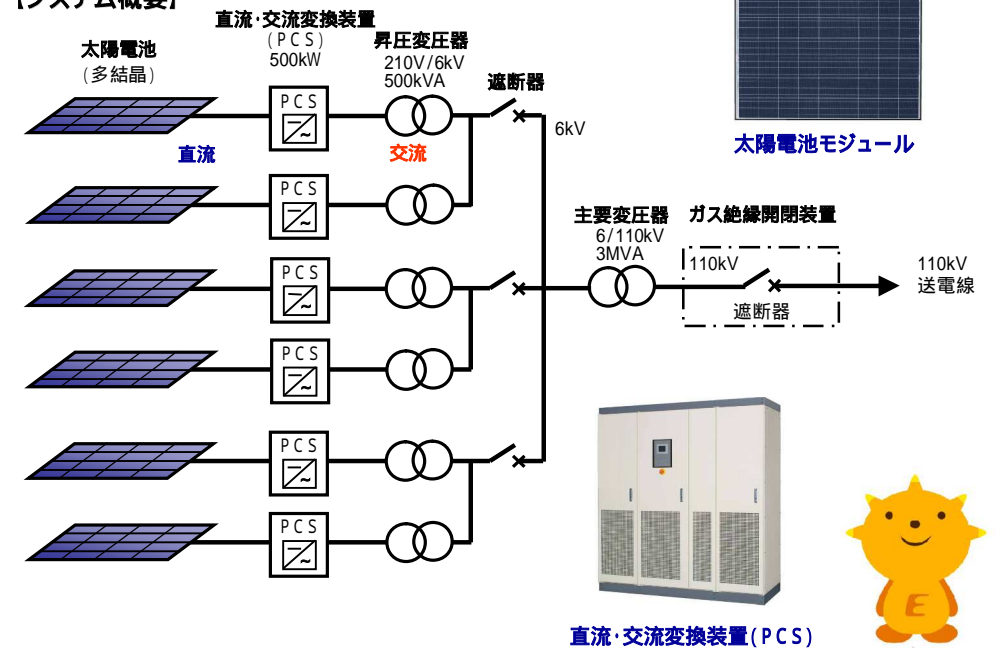 【システム概要】
直流・交流変換装置
(PCS)
500kW
太陽電池
(多結晶)
昇圧変圧器
210V/6kV
500kVA
遮断器
PCS
直流
交流
6kV
太陽電池モジュール
PCS
主要変圧器
6/110kV
3MVA
ガス絶縁開閉装置
110kV
遮断器
110kV
送電線
PCS
PCS
PCS
PCS
E
直流・交流変換装置(PCS)